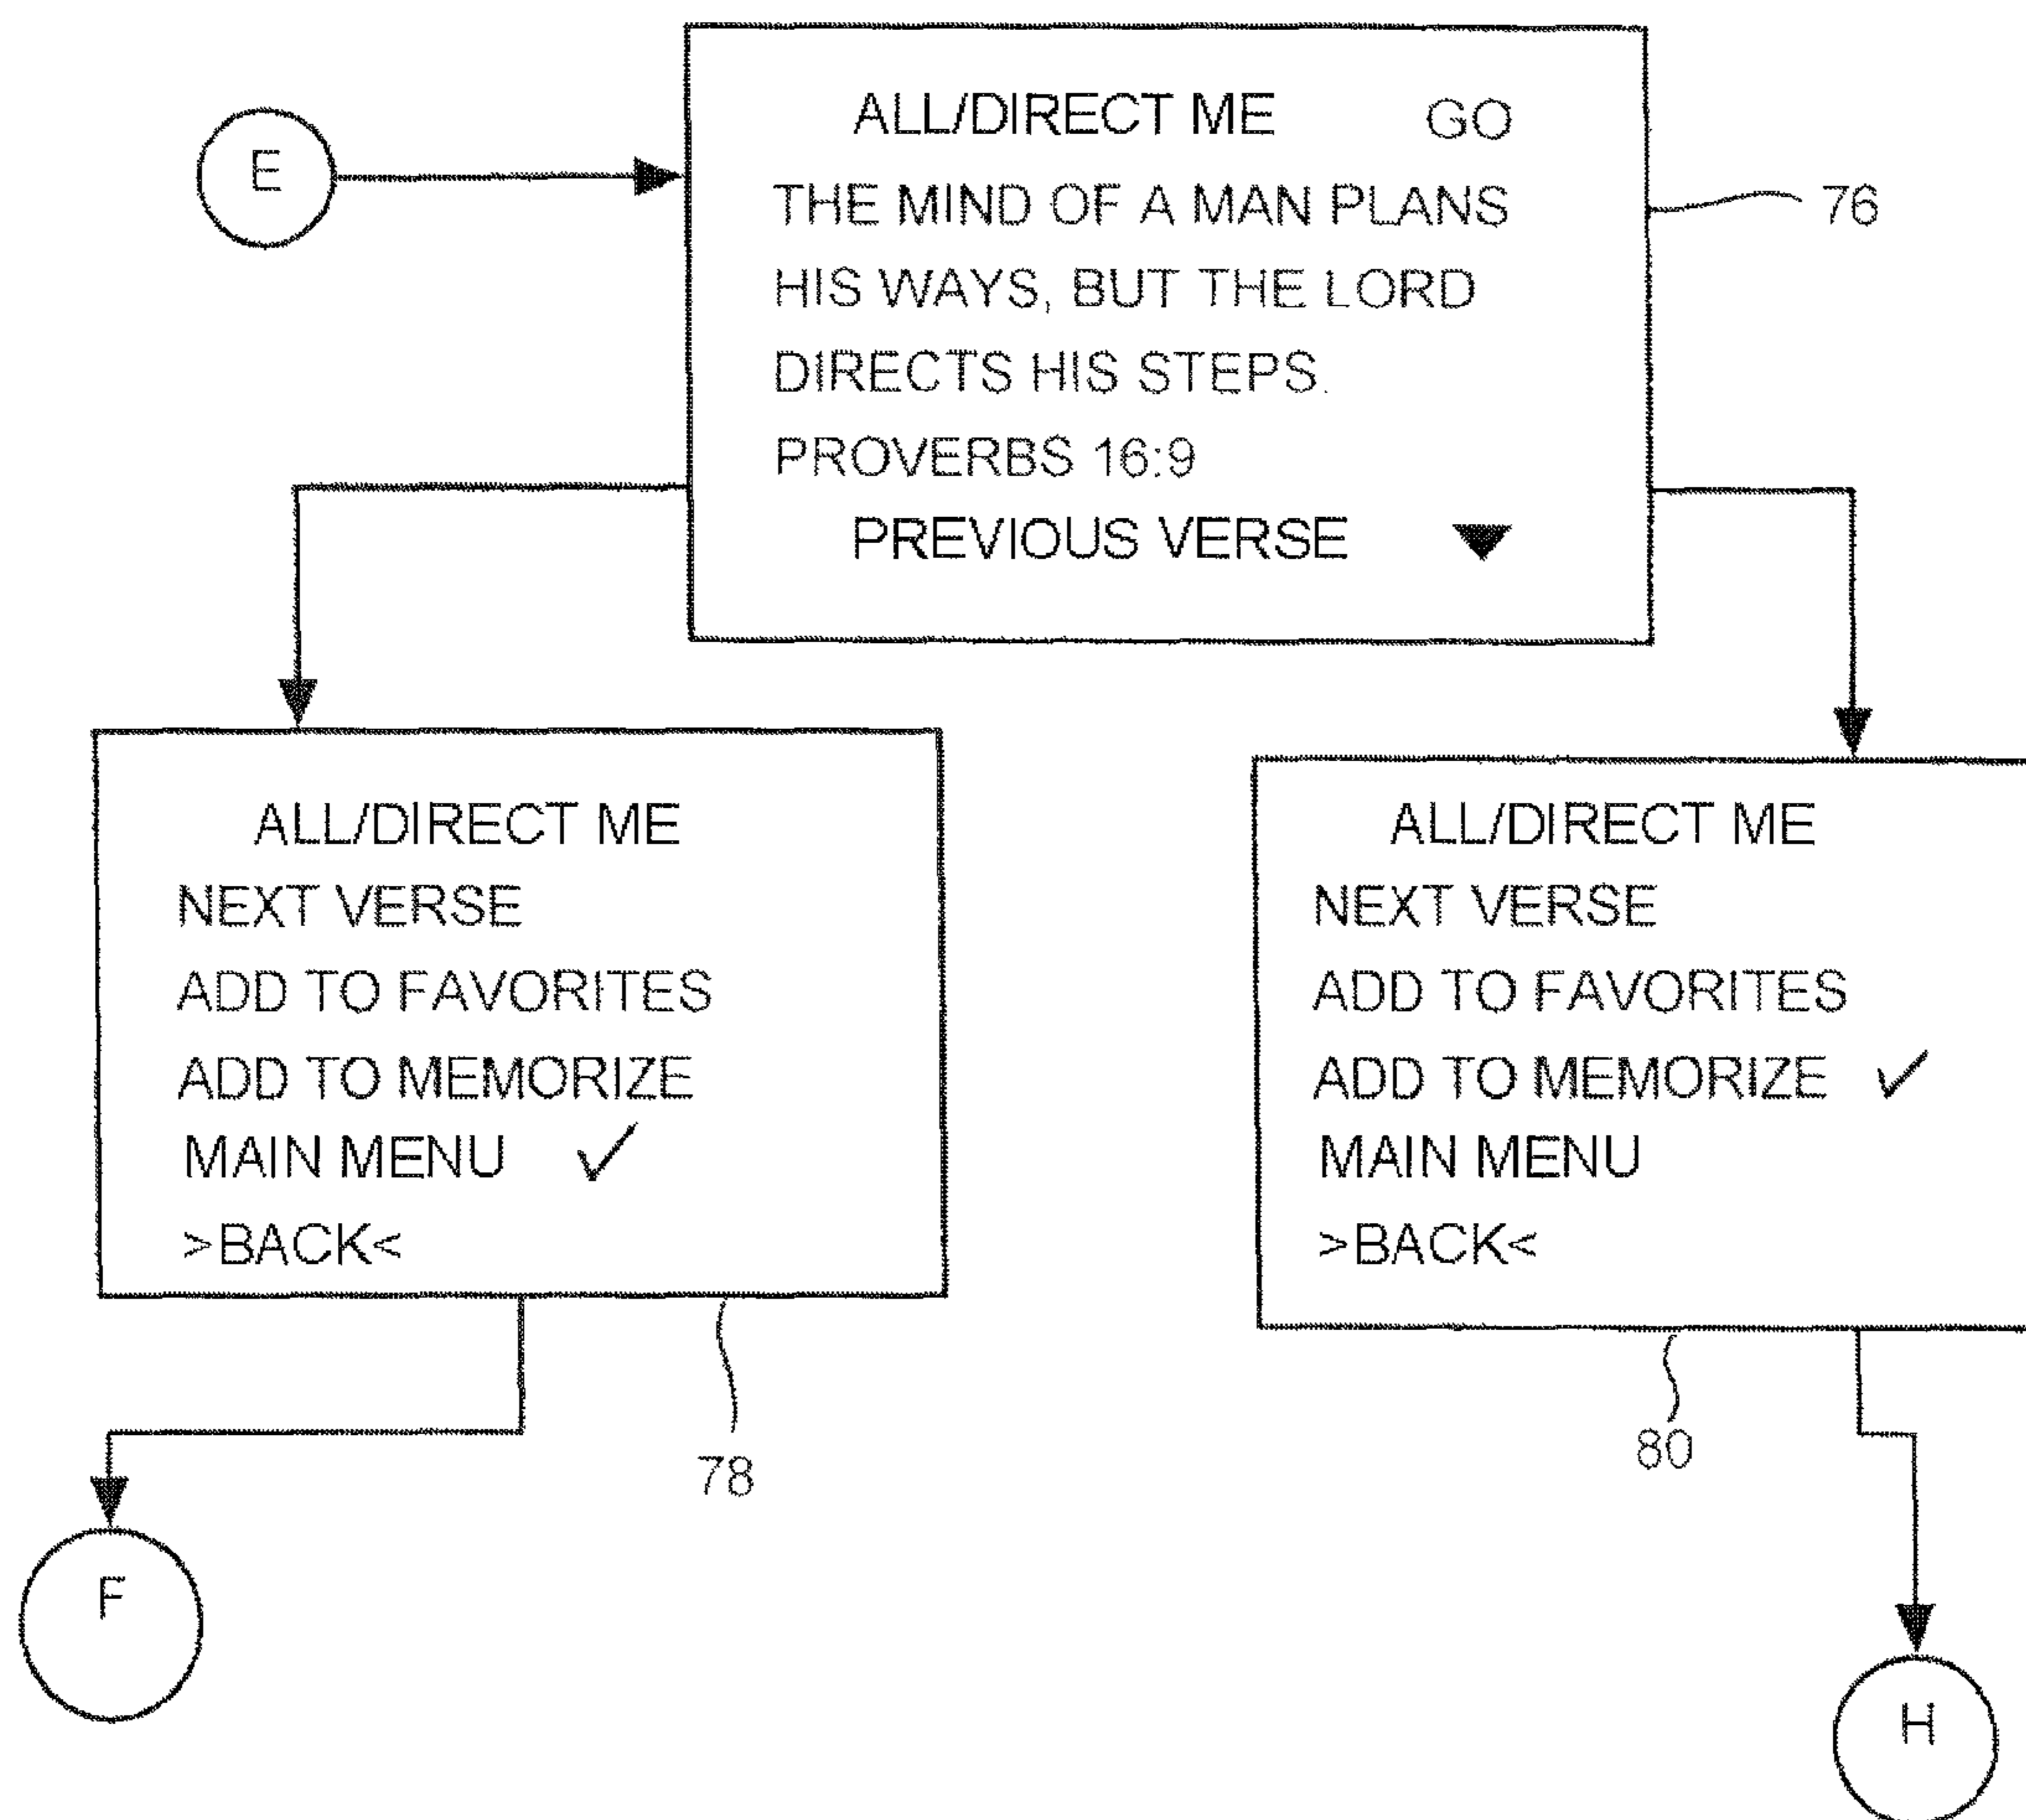 E
ALL/DIRECT ME GO
THE MIND OF A MAN PLANS
HIS WAYS, BUT THE LORD
DIRECTS HIS STEPS.
PROVERBS 16:9
PREVIOUS VERSE ▼
76
ALL/DIRECT ME
NEXT VERSE
ADD TO FAVORITES
ADD TO MEMORIZE
MAIN MENU ✓
>BACK<
78
ALL/DIRECT ME
NEXT VERSE
ADD TO FAVORITES
ADD TO MEMORIZE ✓
MAIN MENU
>BACK<
80
F
H